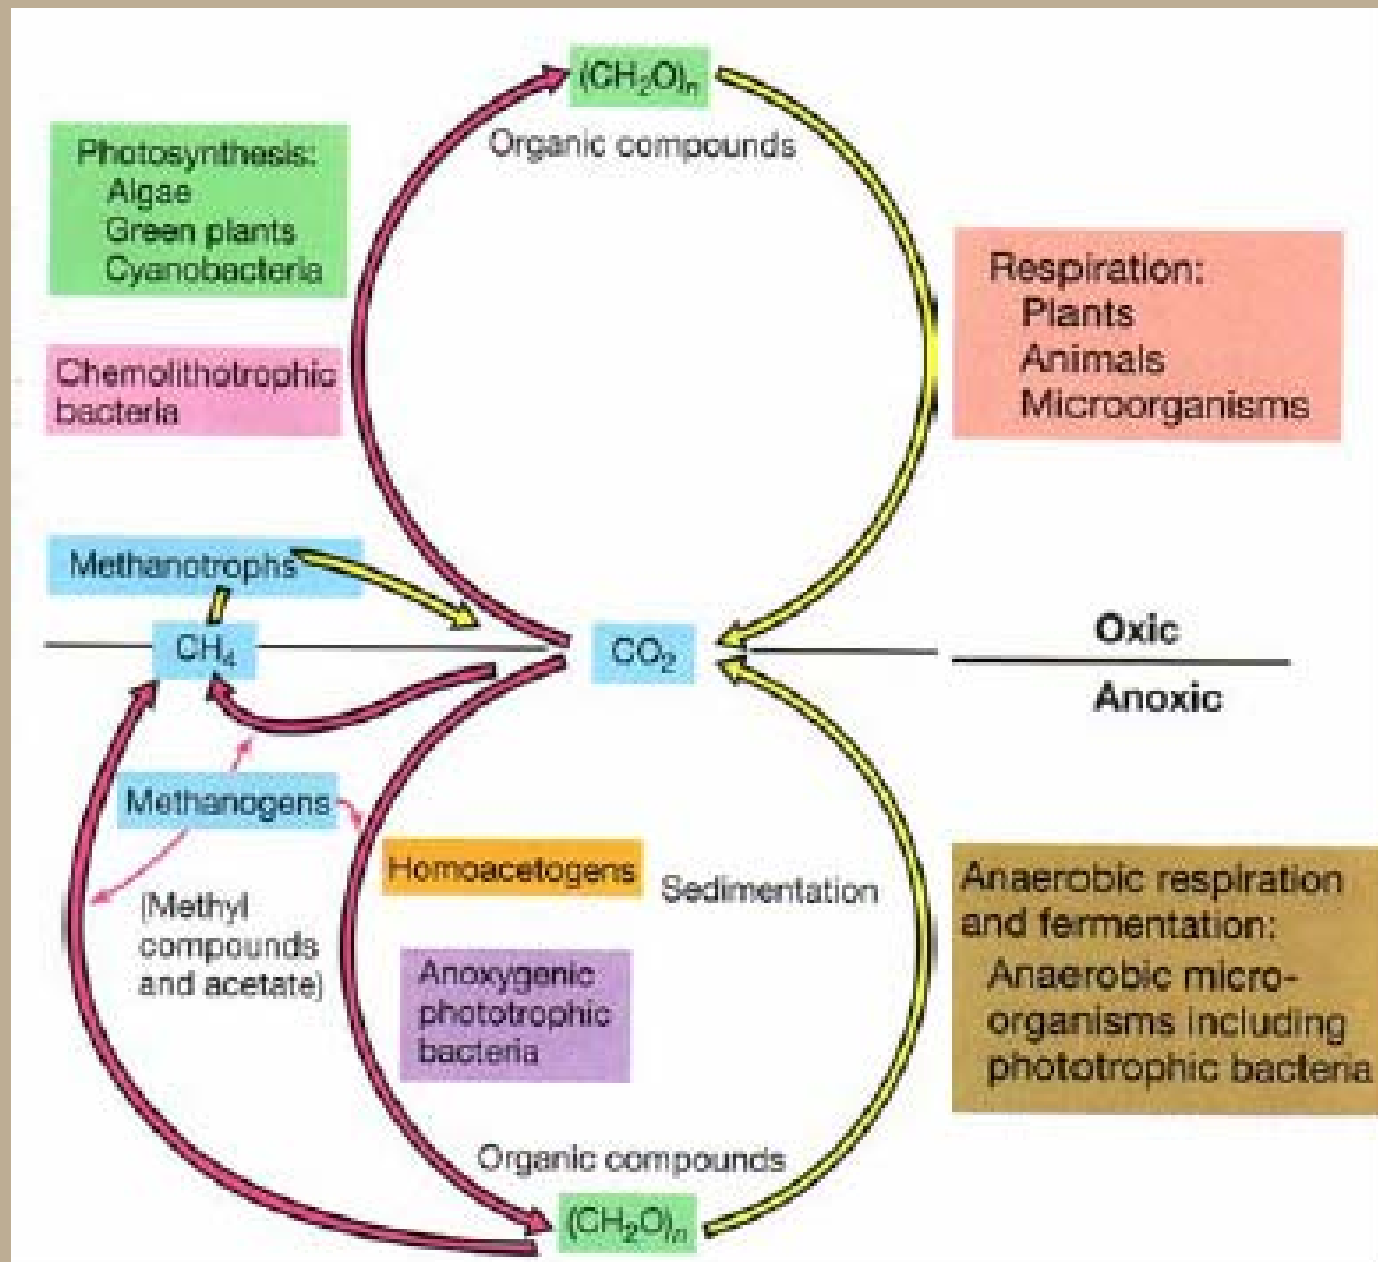 (CH₂O)ₙ
Organic compounds
Photosynthesis:
Algae
Green plants
Cyanobacteria
Chemolithotrophic
bacteria
Respiration:
Plants
Animals
Microorganisms
Methanotrophs
CH₄
CO₂
Oxic
Anoxic
Methanogens
(Methyl
compounds
and acetate)
Homoacetogens
Sedimentation
Anoxygenic
phototrophic
bacteria
Anaerobic respiration
and fermentation:
Anaerobic micro-
organisms including
phototrophic bacteria
Organic compounds
(CH₂O)ₙ